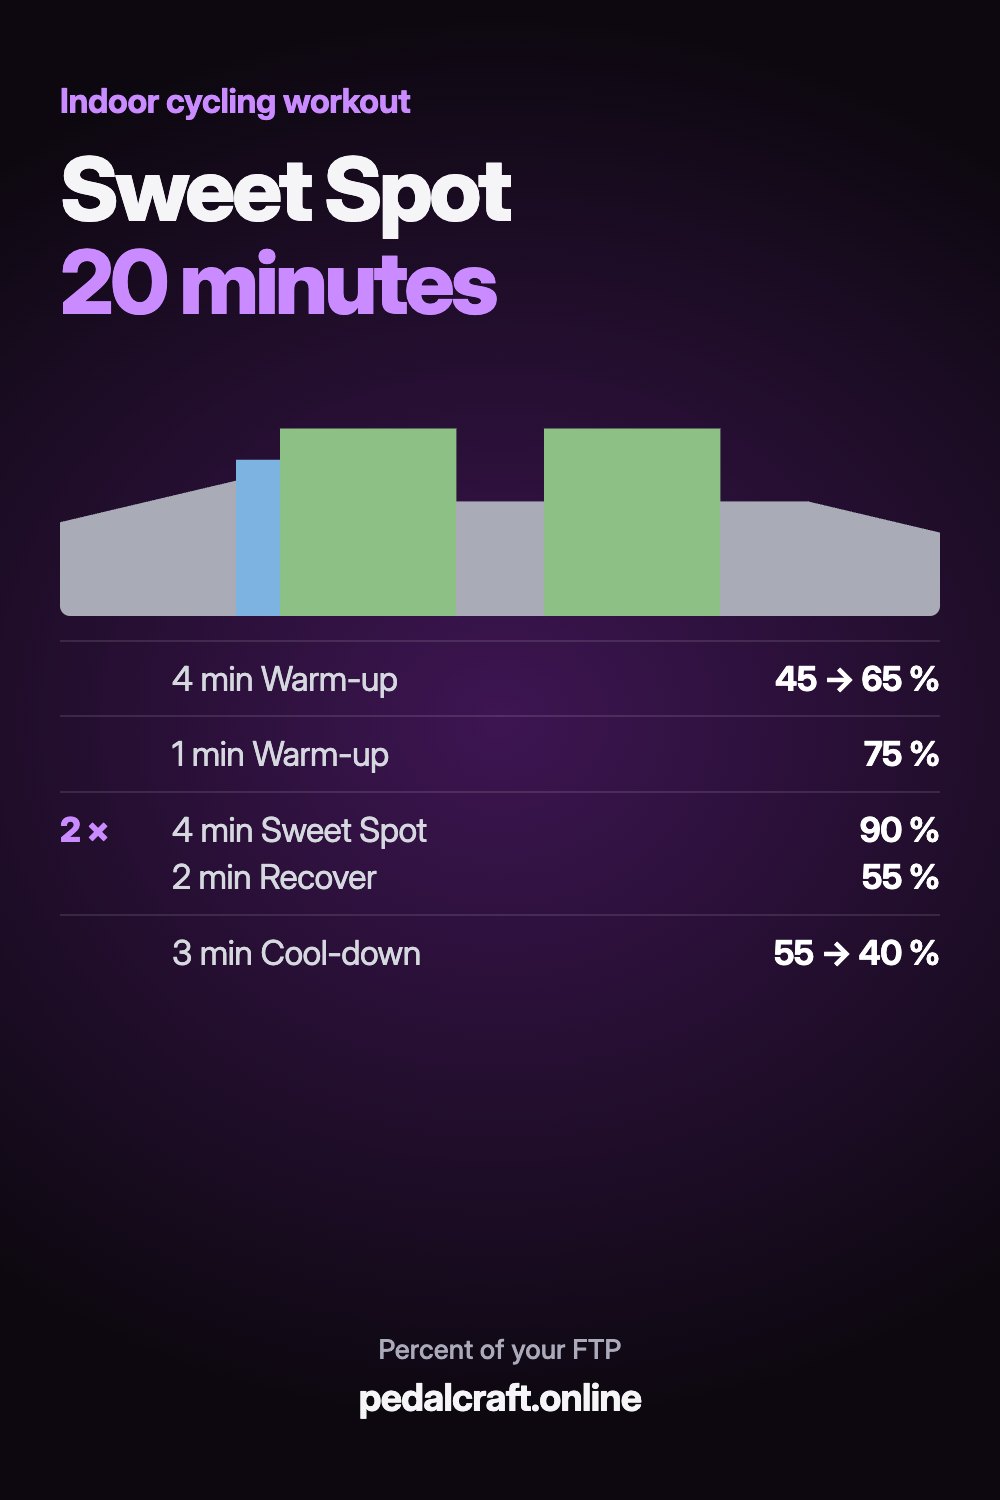 Indoor cycling workout
Sweet Spot
20 minutes
4 min Warm-up 45 → 65 %
1 min Warm-up 75 %
2 × 4 min Sweet Spot 90 %
2 min Recover 55 %
3 min Cool-down 55 → 40 %
Percent of your FTP
pedalcraft.online